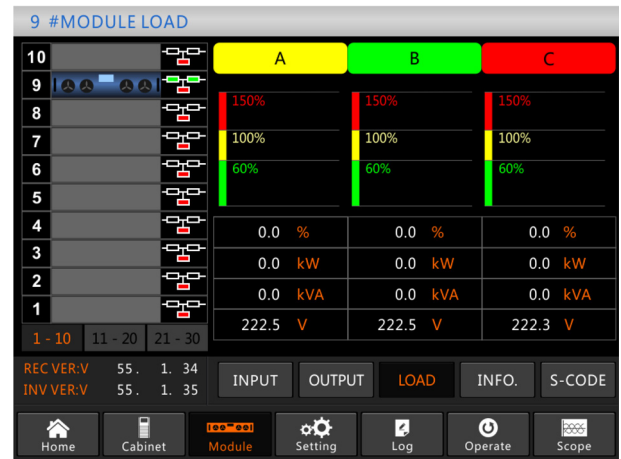 9 #MODULE LOAD
10
9
8
7
6
5
4
3
2
1
1 - 10 11 - 20 21 - 30
A B C
150% 150% 150%
100% 100% 100%
60% 60% 60%
0.0 % 0.0 % 0.0 %
0.0 kW 0.0 kW 0.0 kW
0.0 kVA 0.0 kVA 0.0 kVA
222.5 V 222.5 V 222.3 V
REC VER:V 55. 1. 34
INV VER:V 55. 1. 35
INPUT OUTPUT LOAD INFO. S-CODE
Home Cabinet Module Setting Log Operate Scope